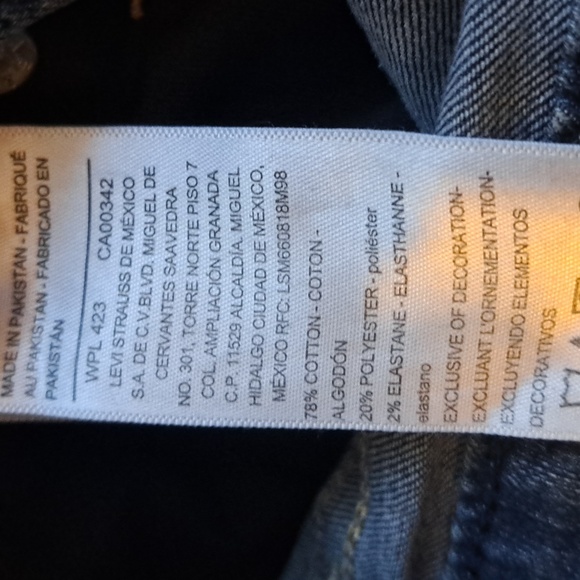 MADE IN PAKISTAN - FABRIQUÉ
AU PAKISTAN - FABRICADO EN
PAKISTÁN
WPL 423 CA00342
LEVI STRAUSS DE MÉXICO
S.A. DE C.V.BLVD. MIGUEL DE
CERVANTES SAAVEDRA
NO. 301, TORRE NORTE PISO 7
COL. AMPLIACIÓN GRANADA
C.P. 11529 ALCALDÍA. MIGUEL
HIDALGO CIUDAD DE MÉXICO,
MÉXICO RFC: LSM660818M98
78% COTTON - COTON -
ALGODÓN
20% POLYESTER - poliéster
2% ELASTANE - ELASTHANNE -
elastano
EXCLUSIVE OF DECORATION-
EXCLUANT L'ORNEMENTATION-
EXCLUYENDO ELEMENTOS
DECORATIVOS